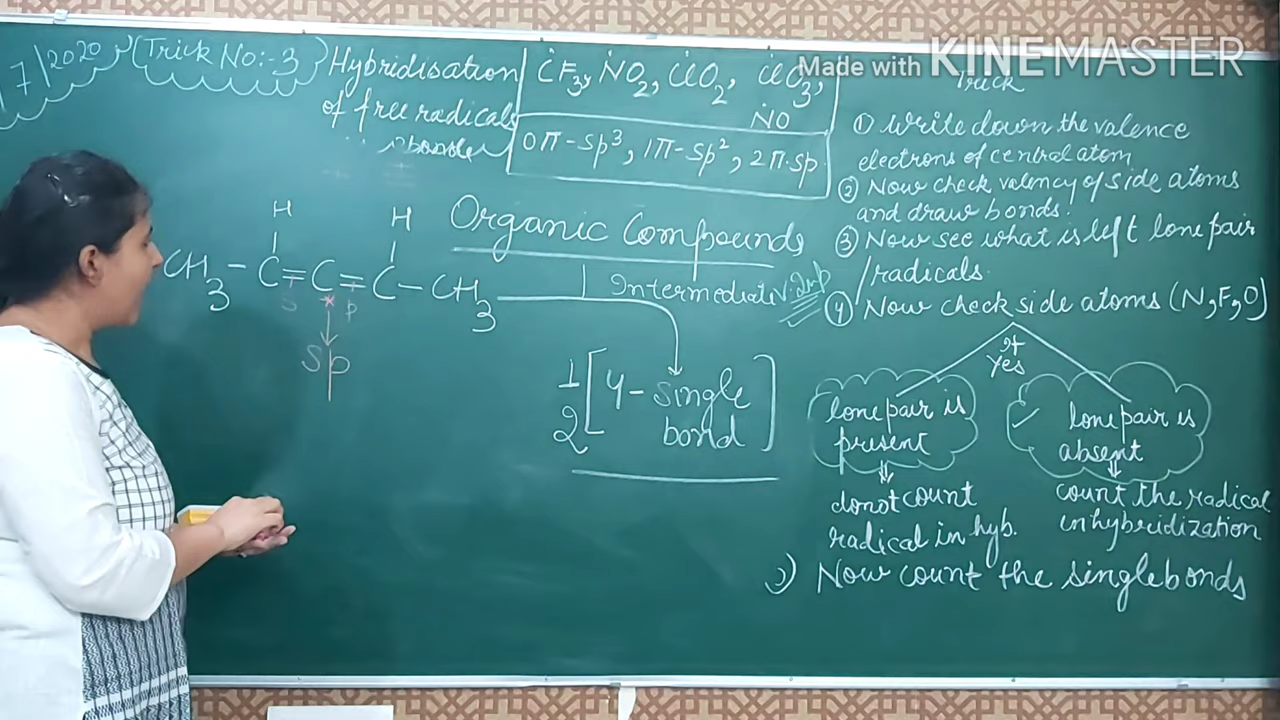 7/2020
(Trick No:-3)
Hybridisation
of free radicals
ĊF3, ṄO2, ĊlO2, ĊlO3,
ṄO
0π-sp3, 1π-sp2, 2π.sp.
Made with KINEMASTER
Trick
① Write down the valence
electrons of central atom
② Now check valency of side atoms
and draw bonds.
③ Now see what is left lone pair
/radicals.
④ Now check side atoms (N, F, O)
If
Yes
lone pair is
present
donot count
radical in hyb.
✓ lone pair is
absent
count the radical
in hybridization
Now count the single bonds
Organic Compounds
Intermediate
H H
CH3-C=C=C-CH3
s * p
sp
1 [4-single
2 bond]